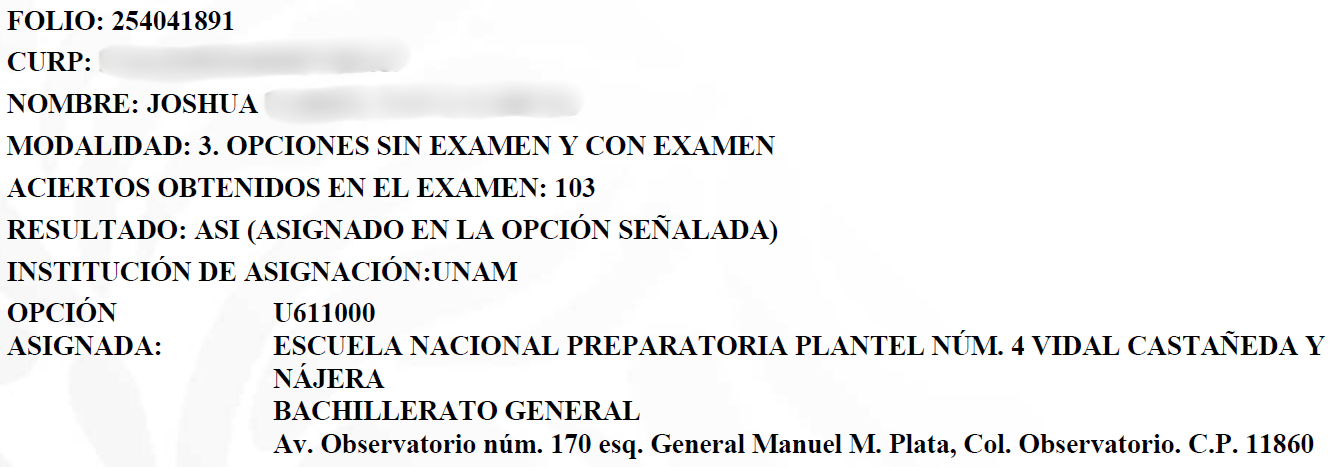 FOLIO: 254041891
CURP:
NOMBRE: JOSHUA
MODALIDAD: 3. OPCIONES SIN EXAMEN Y CON EXAMEN
ACIERTOS OBTENIDOS EN EL EXAMEN: 103
RESULTADO: ASI (ASIGNADO EN LA OPCIÓN SEÑALADA)
INSTITUCIÓN DE ASIGNACIÓN:UNAM
OPCIÓN U611000
ASIGNADA: ESCUELA NACIONAL PREPARATORIA PLANTEL NÚM. 4 VIDAL CASTAÑEDA Y
NÁJERA
BACHILLERATO GENERAL
Av. Observatorio núm. 170 esq. General Manuel M. Plata, Col. Observatorio. C.P. 11860